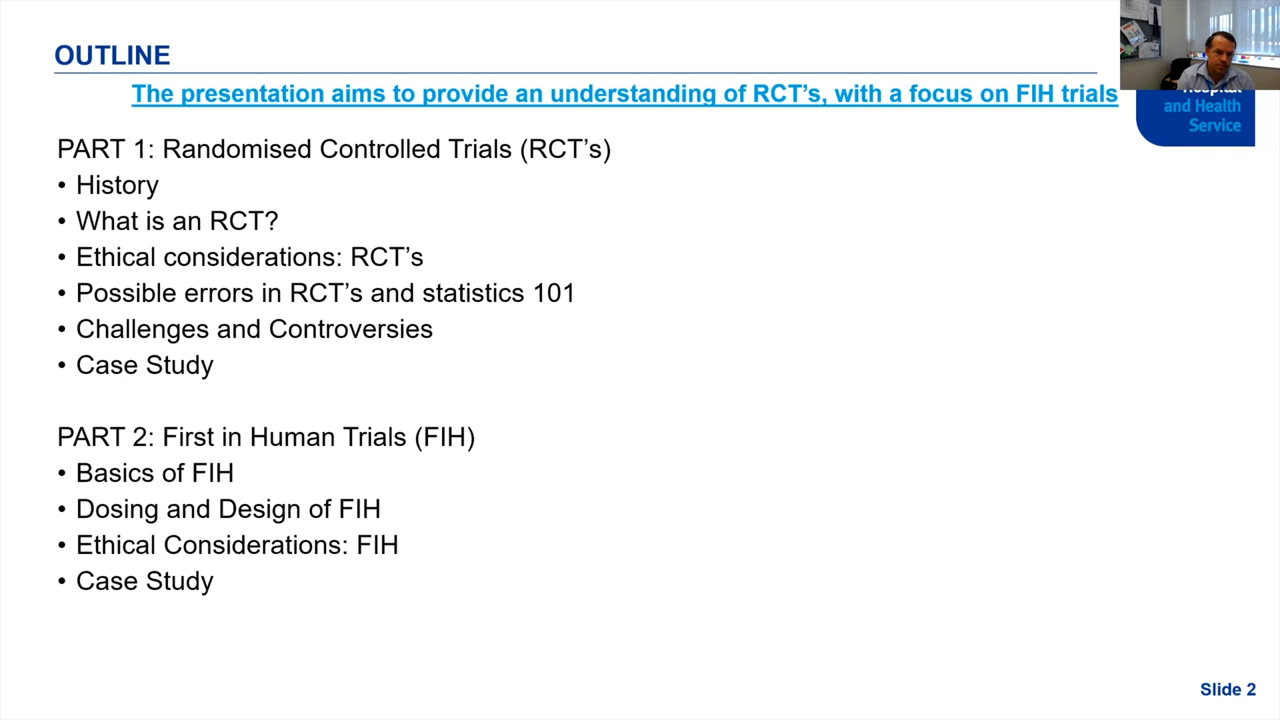 OUTLINE
The presentation aims to provide an understanding of RCT's, with a focus on FIH trials
Hospital
and Health
Service
PART 1: Randomised Controlled Trials (RCT’s)
• History
• What is an RCT?
• Ethical considerations: RCT’s
• Possible errors in RCT’s and statistics 101
• Challenges and Controversies
• Case Study
PART 2: First in Human Trials (FIH)
• Basics of FIH
• Dosing and Design of FIH
• Ethical Considerations: FIH
• Case Study
Slide 2